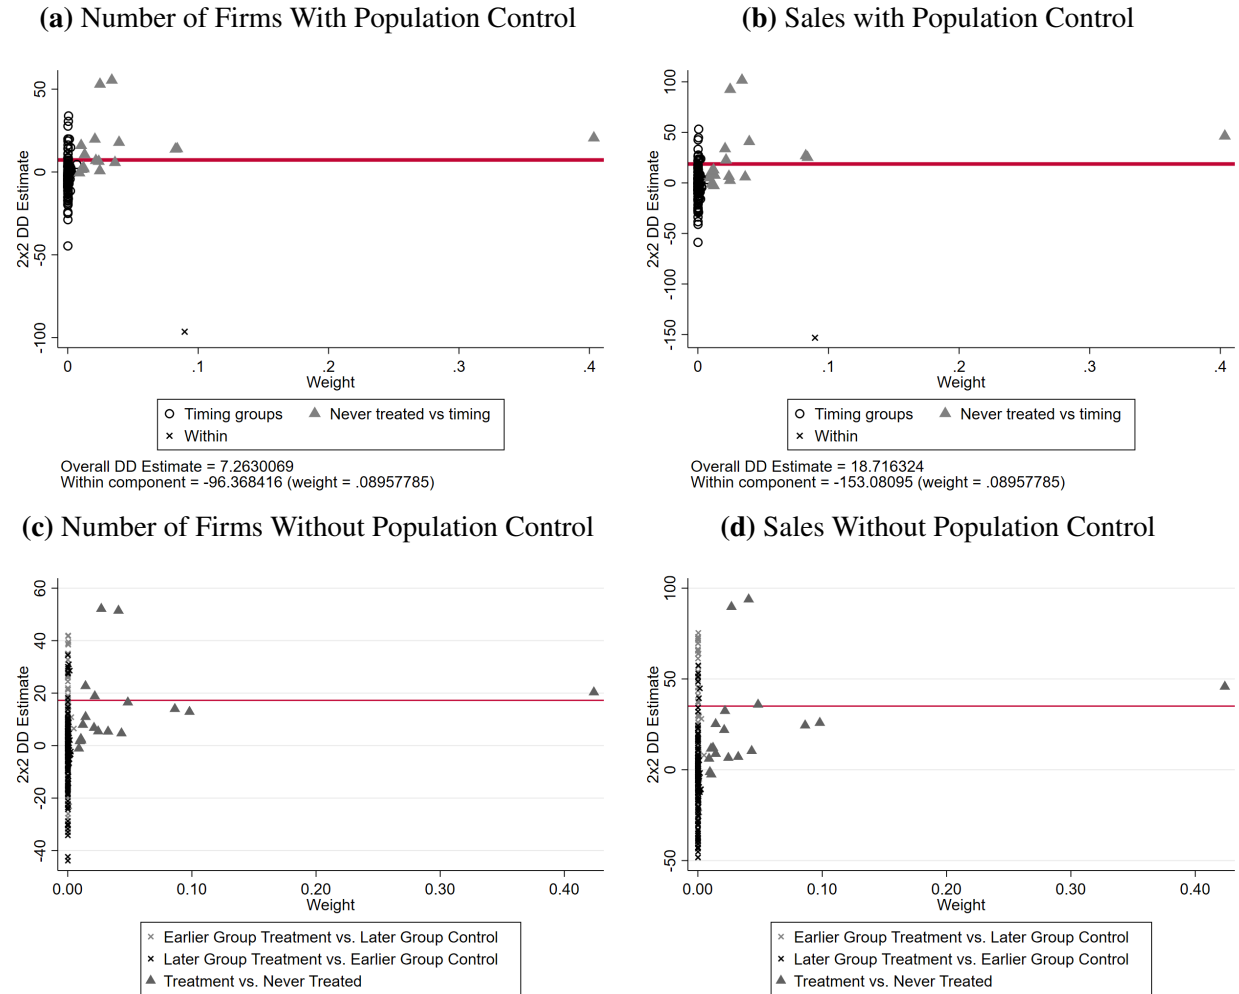 (a) Number of Firms With Population Control
50
0
-50
-100
2x2 DD Estimate
0 .1 .2 .3 .4
Weight
Timing groups Never treated vs timing
Within
Overall DD Estimate = 7.2630069
Within component = -96.368416 (weight = .08957785)
(b) Sales with Population Control
100
50
0
-50
-100
-150
2x2 DD Estimate
0 .1 .2 .3 .4
Weight
Timing groups Never treated vs timing
Within
Overall DD Estimate = 18.716324
Within component = -153.08095 (weight = .08957785)
(c) Number of Firms Without Population Control
60
40
20
0
-20
-40
2x2 DD Estimate
0.00 0.10 0.20 0.30 0.40
Weight
Earlier Group Treatment vs. Later Group Control
Later Group Treatment vs. Earlier Group Control
Treatment vs. Never Treated
(d) Sales Without Population Control
100
50
0
-50
2x2 DD Estimate
0.00 0.10 0.20 0.30 0.40
Weight
Earlier Group Treatment vs. Later Group Control
Later Group Treatment vs. Earlier Group Control
Treatment vs. Never Treated